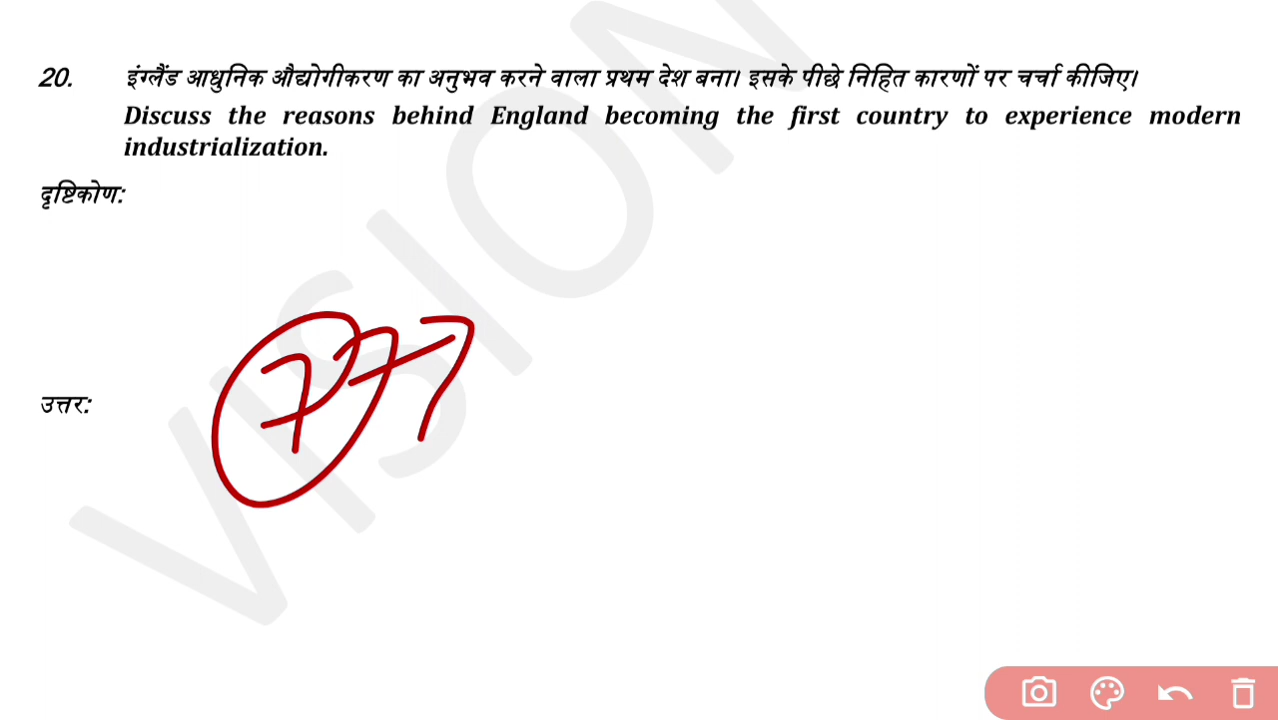 20. इंग्लैंड आधुनिक औद्योगीकरण का अनुभव करने वाला प्रथम देश बना। इसके पीछे निहित कारणों पर चर्चा कीजिए।
Discuss the reasons behind England becoming the first country to experience modern
industrialization.
दृष्टिकोण:
उत्तर:
VISION